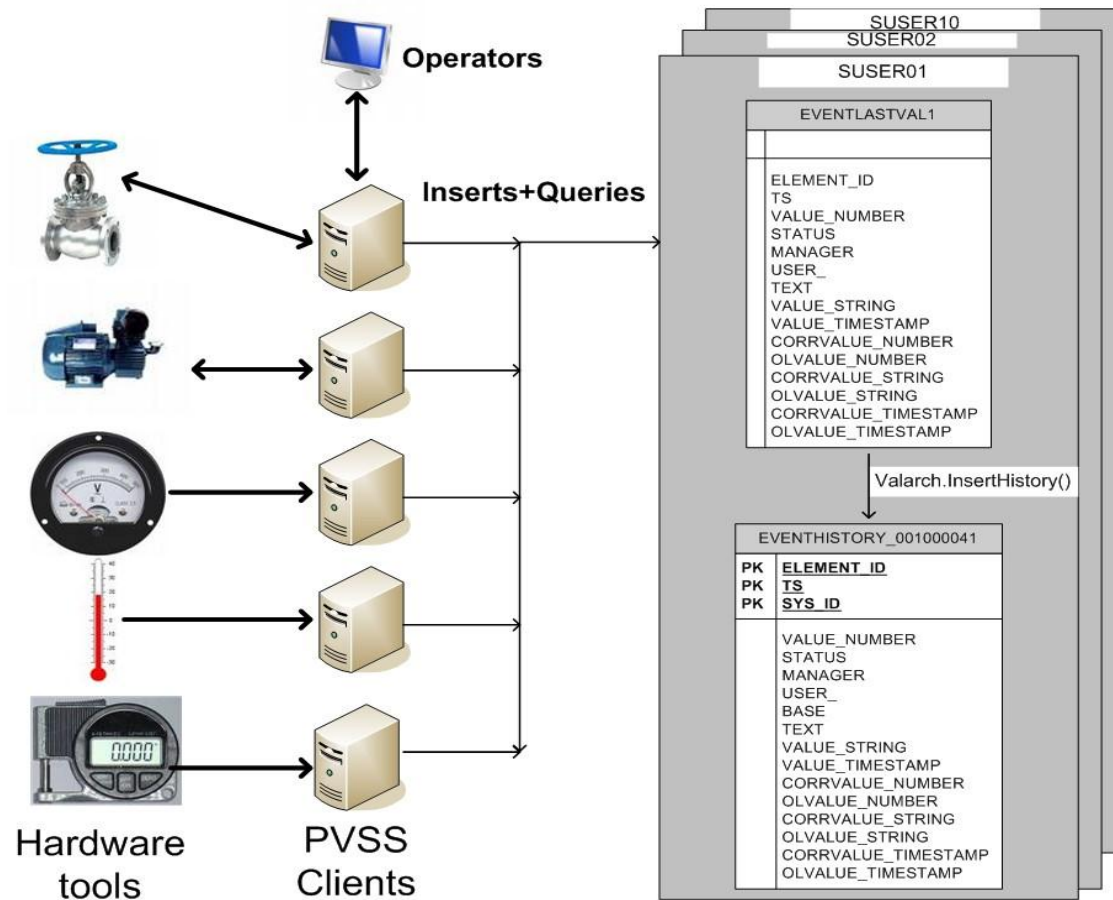 Operators
Inserts+Queries
Hardware
tools
PVSS
Clients
0.000"
V
SUSER10
SUSER02
SUSER01
EVENTLASTVAL1
ELEMENT_ID
TS
VALUE_NUMBER
STATUS
MANAGER
USER_
TEXT
VALUE_STRING
VALUE_TIMESTAMP
CORRVALUE_NUMBER
OLVALUE_NUMBER
CORRVALUE_STRING
OLVALUE_STRING
CORRVALUE_TIMESTAMP
OLVALUE_TIMESTAMP
Valarch.InsertHistory()
EVENTHISTORY_001000041
PK ELEMENT_ID
PK TS
PK SYS_ID
VALUE_NUMBER
STATUS
MANAGER
USER_
BASE
TEXT
VALUE_STRING
VALUE_TIMESTAMP
CORRVALUE_NUMBER
OLVALUE_NUMBER
CORRVALUE_STRING
OLVALUE_STRING
CORRVALUE_TIMESTAMP
OLVALUE_TIMESTAMP